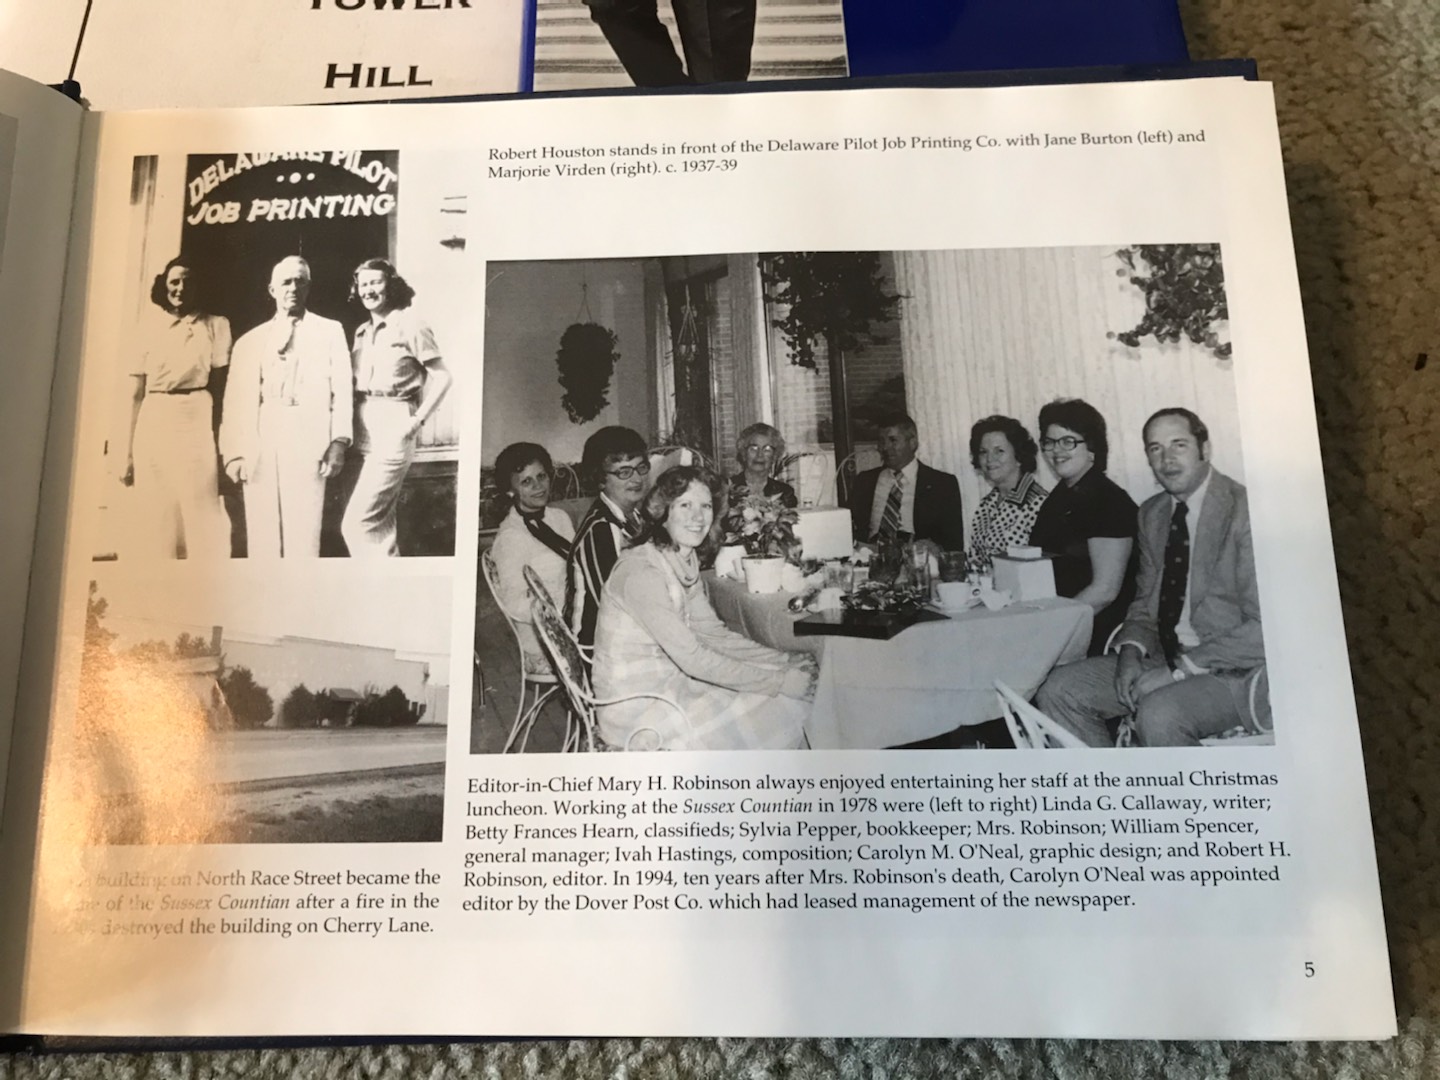 TOWER
HILL
DELAWARE PILOT
JOB PRINTING
Robert Houston stands in front of the Delaware Pilot Job Printing Co. with Jane Burton (left) and
Marjorie Virden (right). c. 1937-39
Editor-in-Chief Mary H. Robinson always enjoyed entertaining her staff at the annual Christmas
luncheon. Working at the Sussex Countian in 1978 were (left to right) Linda G. Callaway, writer;
Betty Frances Hearn, classifieds; Sylvia Pepper, bookkeeper; Mrs. Robinson; William Spencer,
general manager; Ivah Hastings, composition; Carolyn M. O'Neal, graphic design; and Robert H.
Robinson, editor. In 1994, ten years after Mrs. Robinson's death, Carolyn O'Neal was appointed
editor by the Dover Post Co. which had leased management of the newspaper.
building on North Race Street became the
of the Sussex Countian after a fire in the
destroyed the building on Cherry Lane.
5